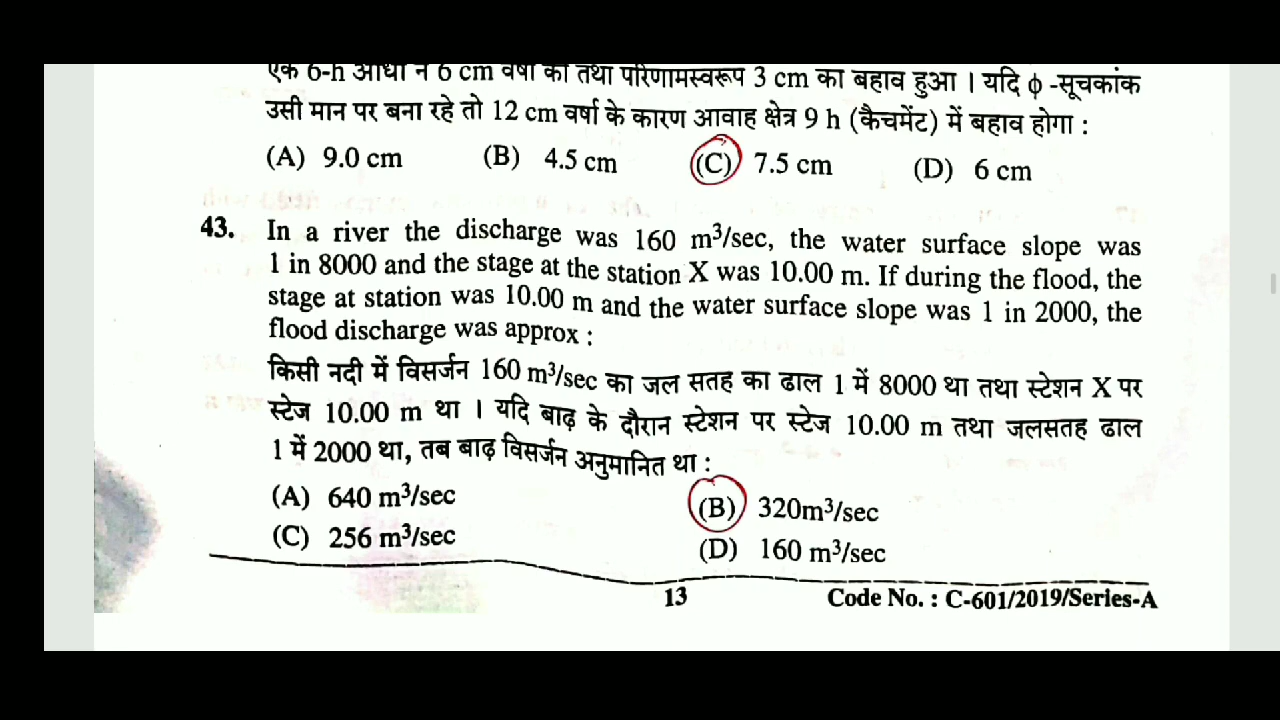 एक 6-h आंधी ने 6 cm वर्षा की तथा परिणामस्वरूप 3 cm का बहाव हुआ । यदि ϕ -सूचकांक
उसी मान पर बना रहे तो 12 cm वर्षा के कारण आवाह क्षेत्र 9 h (कैचमेंट) में बहाव होगा :
(A) 9.0 cm (B) 4.5 cm (C) 7.5 cm (D) 6 cm
43. In a river the discharge was 160 m³/sec, the water surface slope was
1 in 8000 and the stage at the station X was 10.00 m. If during the flood, the
stage at station was 10.00 m and the water surface slope was 1 in 2000, the
flood discharge was approx :
किसी नदी में विसर्जन 160 m³/sec का जल सतह का ढाल 1 में 8000 था तथा स्टेशन X पर
स्टेज 10.00 m था । यदि बाढ़ के दौरान स्टेशन पर स्टेज 10.00 m तथा जलसतह ढाल
1 में 2000 था, तब बाढ़ विसर्जन अनुमानित था :
(A) 640 m³/sec (B) 320m³/sec
(C) 256 m³/sec (D) 160 m³/sec
13 Code No. : C-601/2019/Series-A